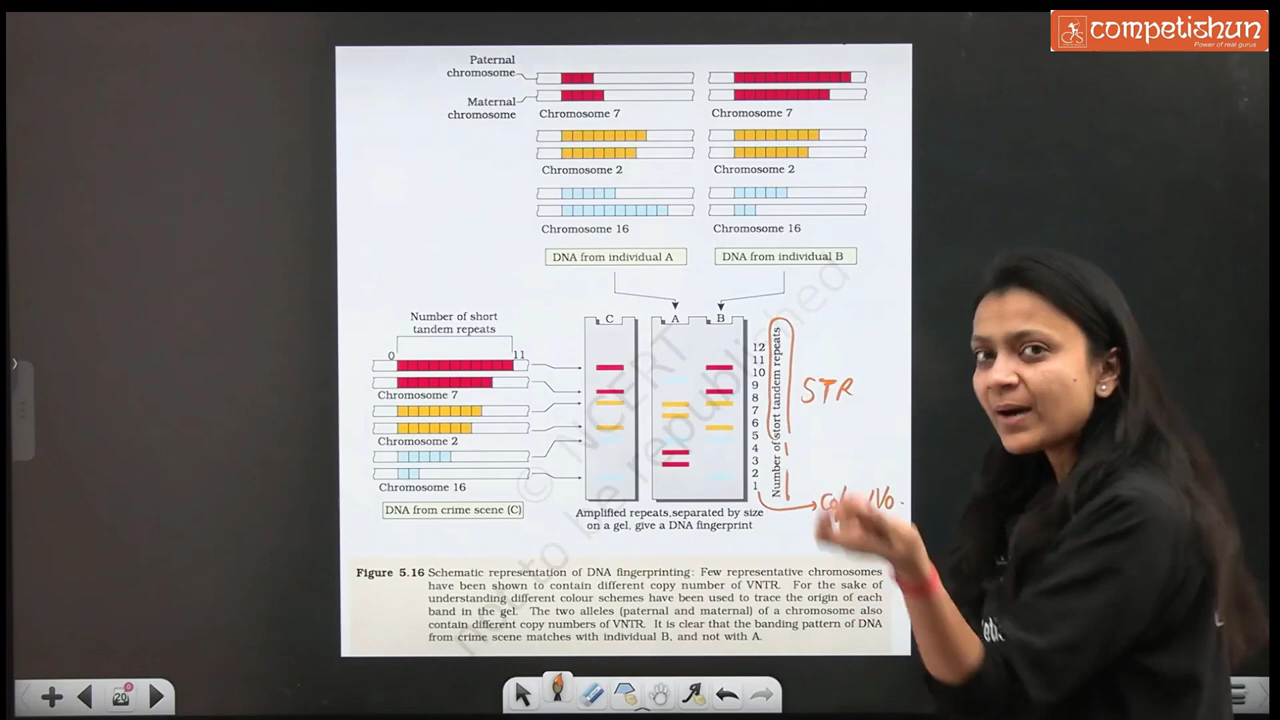 competishun
Power of real gurus
Paternal
chromosome
Maternal
chromosome
Chromosome 7
Chromosome 7
Chromosome 2
Chromosome 2
Chromosome 16
Chromosome 16
DNA from individual A
DNA from individual B
Number of short
tandem repeats
0
11
Chromosome 7
Chromosome 2
Chromosome 16
DNA from crime scene (C)
C
A
B
12
11
10
9
8
7
6
5
4
3
2
1
Number of stort tandem repeats
STR
© NCERT
not to be republished
Amplified repeats, separated by size
on a gel, give a DNA fingerprint
Figure 5.16 Schematic representation of DNA fingerprinting: Few representative chromosomes
have been shown to contain different copy number of VNTR. For the sake of
understanding different colour schemes have been used to trace the origin of each
band in the gel. The two alleles (paternal and maternal) of a chromosome also
contain different copy numbers of VNTR. It is clear that the banding pattern of DNA
from crime scene matches with individual B, and not with A.
20